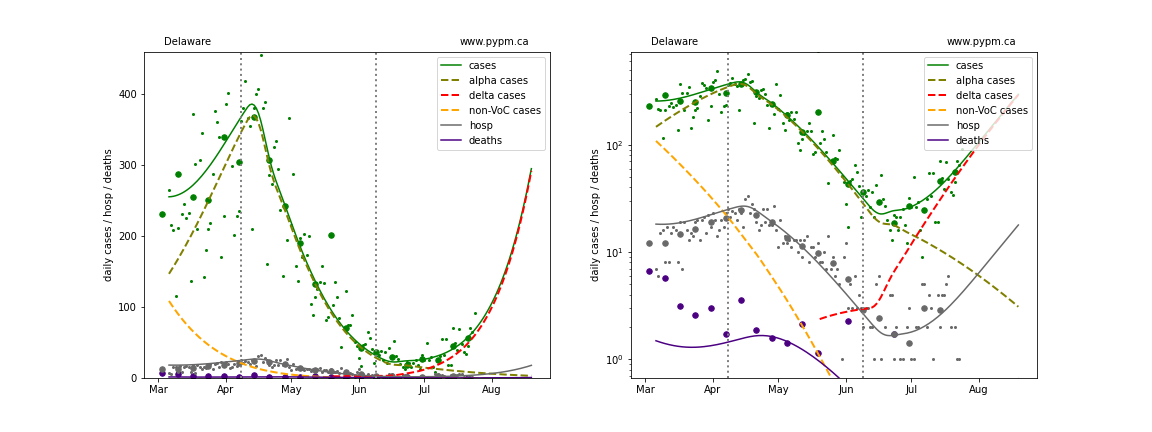 Delaware
www.pypm.ca
daily cases / hosp / deaths
400
300
200
100
0
Mar
Apr
May
Jun
Jul
Aug
cases
alpha cases
delta cases
non-VoC cases
hosp
deaths
Delaware
www.pypm.ca
daily cases / hosp / deaths
10²
10¹
10⁰
Mar
Apr
May
Jun
Jul
Aug
cases
alpha cases
delta cases
non-VoC cases
hosp
deaths